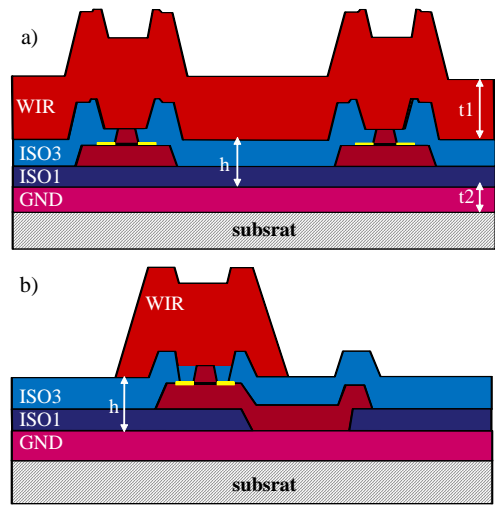 a)
WIR
t1
h
ISO3
ISO1
GND
t2
subsrat
b)
WIR
h
ISO3
ISO1
GND
subsrat